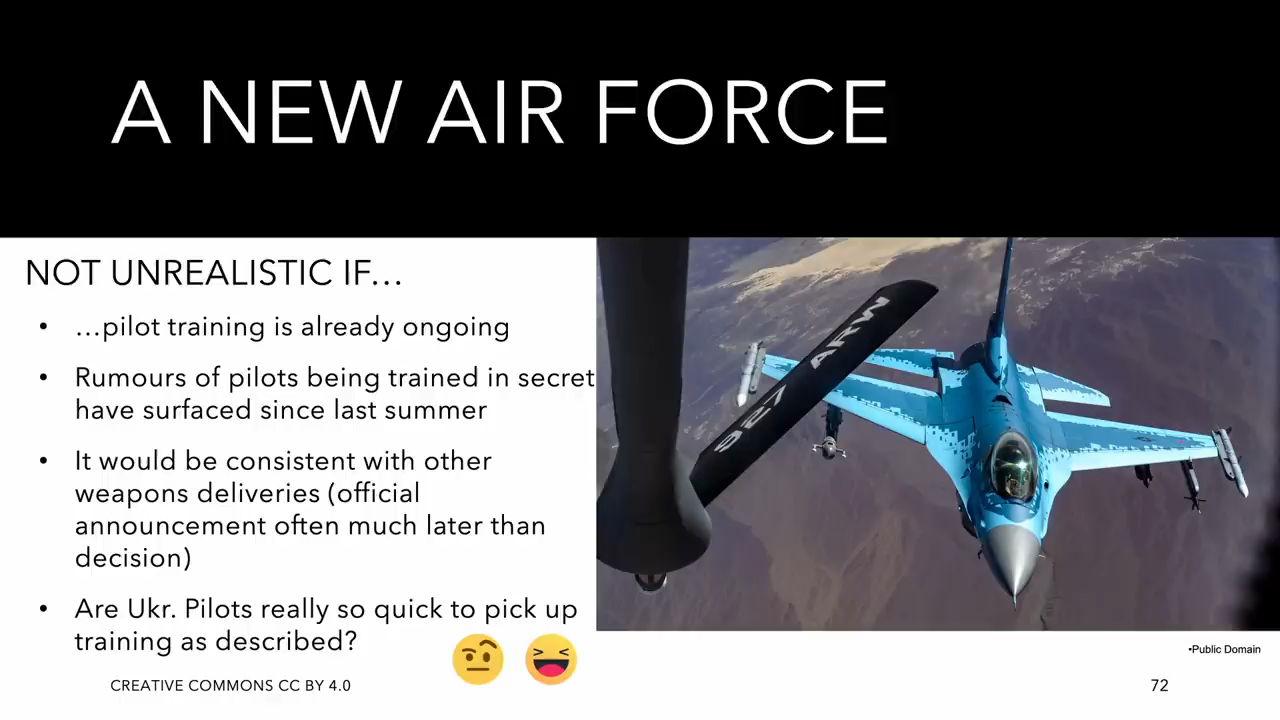 A NEW AIR FORCE
NOT UNREALISTIC IF...
• ...pilot training is already ongoing
• Rumours of pilots being trained in secret
have surfaced since last summer
• It would be consistent with other
weapons deliveries (official
announcement often much later than
decision)
• Are Ukr. Pilots really so quick to pick up
training as described?
927 ARW
•Public Domain
CREATIVE COMMONS CC BY 4.0
72